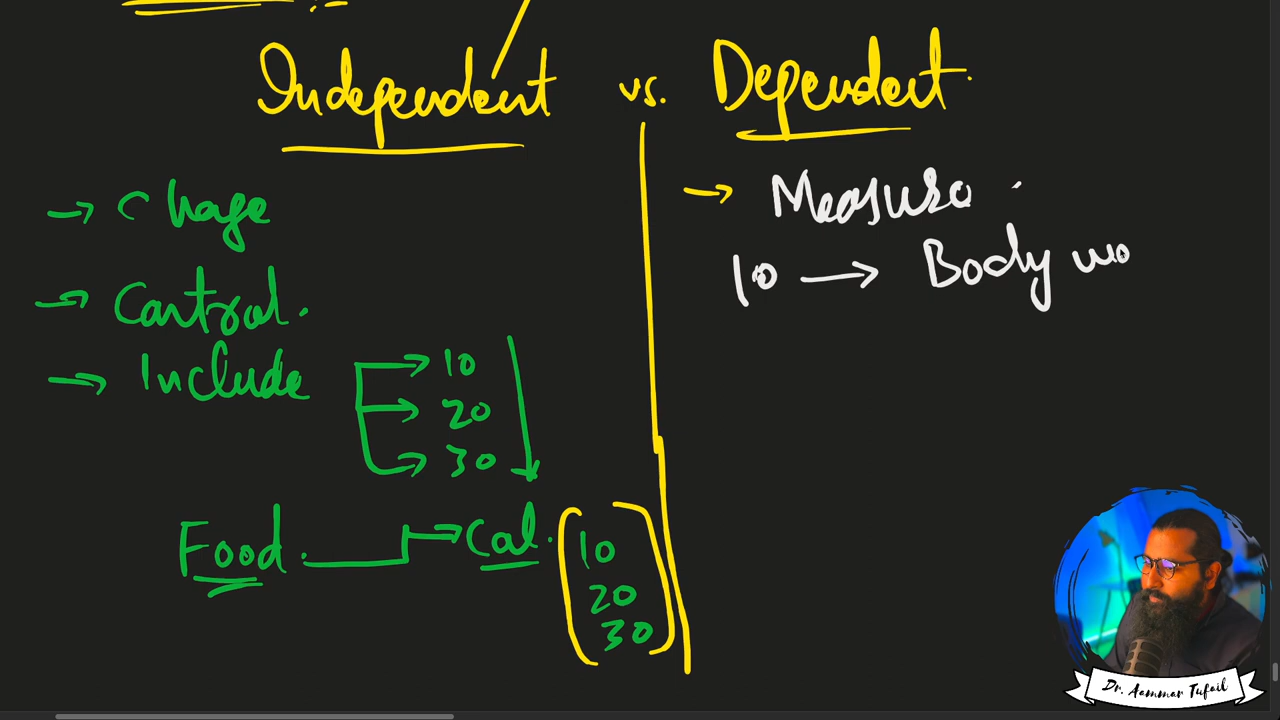 Independent vs. Dependent.
→ Chage
→ Control.
→ Include
10
20
30
Food. → Cal.
10
20
30
→ Measure
10 → Body wo
Dr. Aammar Tufail